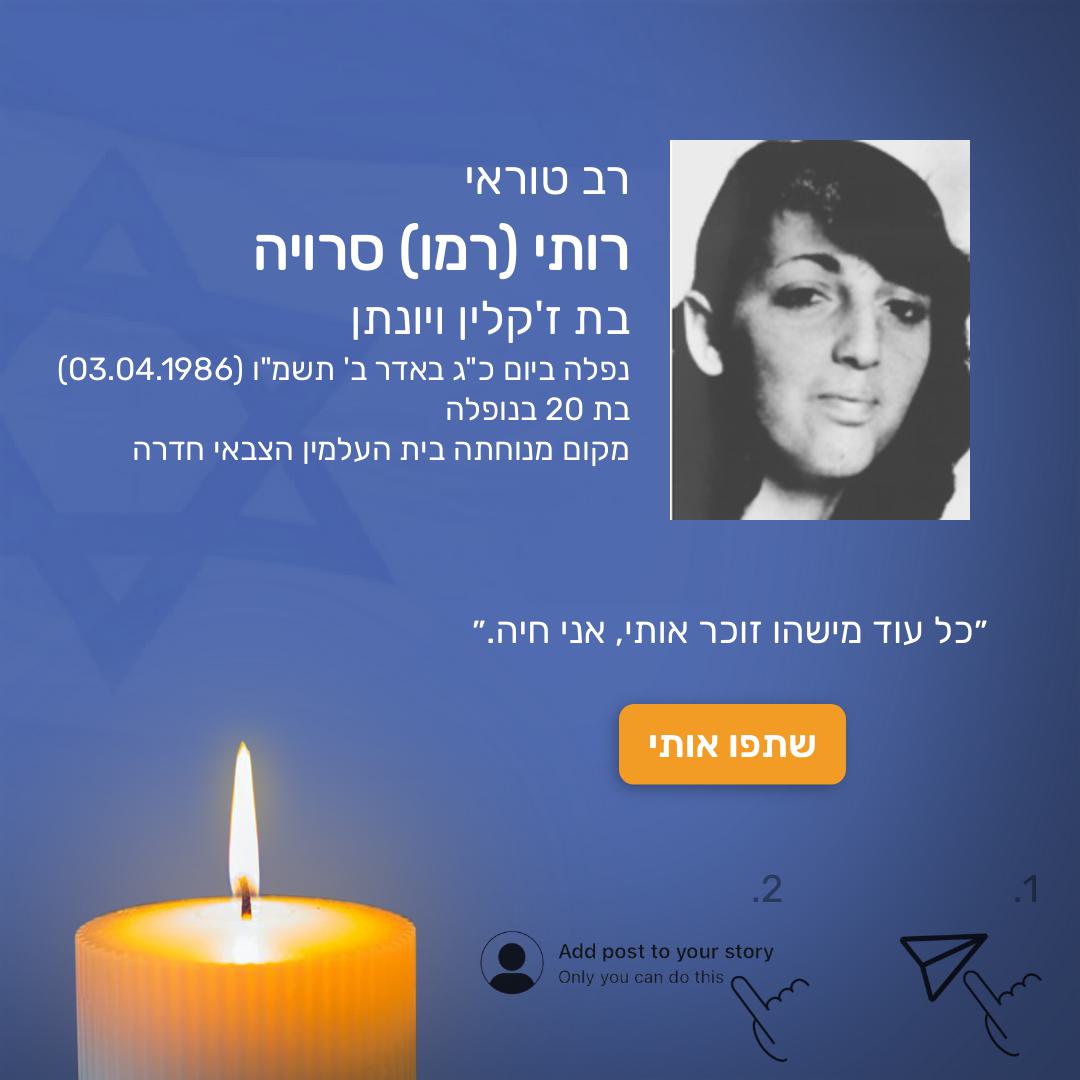 רב טוראי
רותי (רמו) סרויה
בת ז'קלין ויונתן
נפלה ביום כ"ג באדר ב' תשמ"ו (03.04.1986)
בת 20 בנופלה
מקום מנוחתה בית העלמין הצבאי חדרה
"כל עוד מישהו זוכר אותי, אני חיה."
שתפו אותי
1.
2.
Add post to your story
Only you can do this